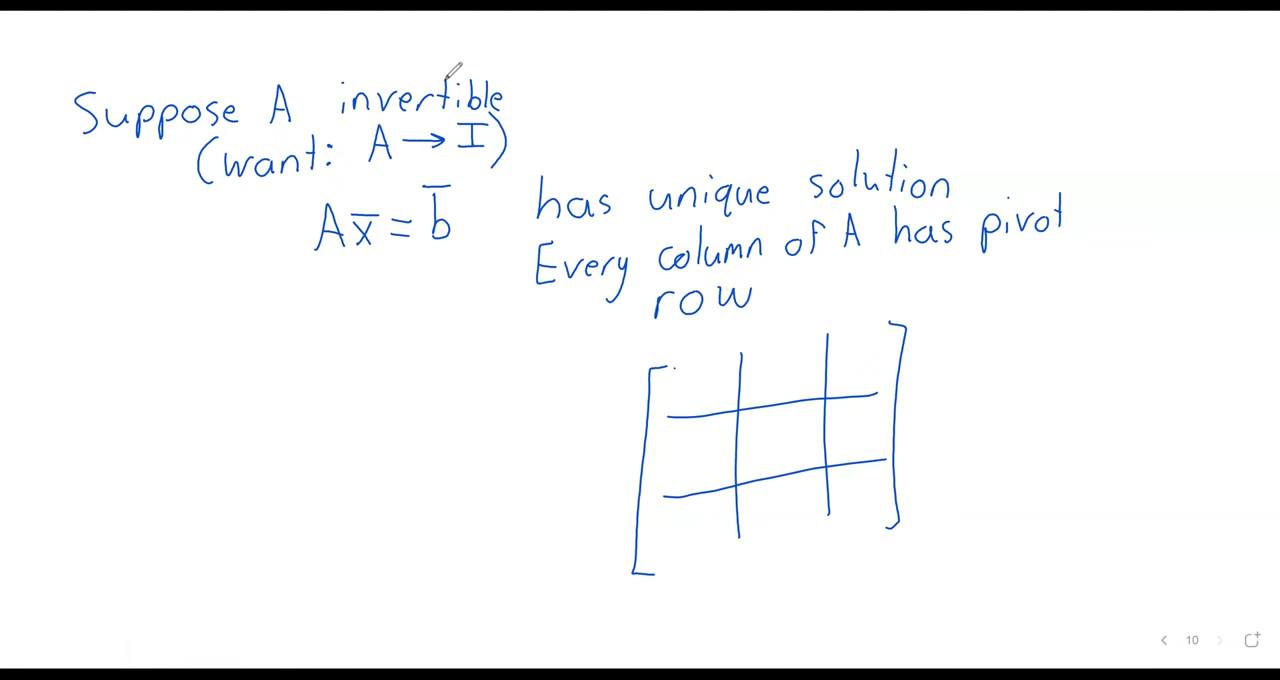 Suppose A invertible
(want: A → I)
Ax̅ = b̅
has unique solution
Every column of A has pivot
row
10